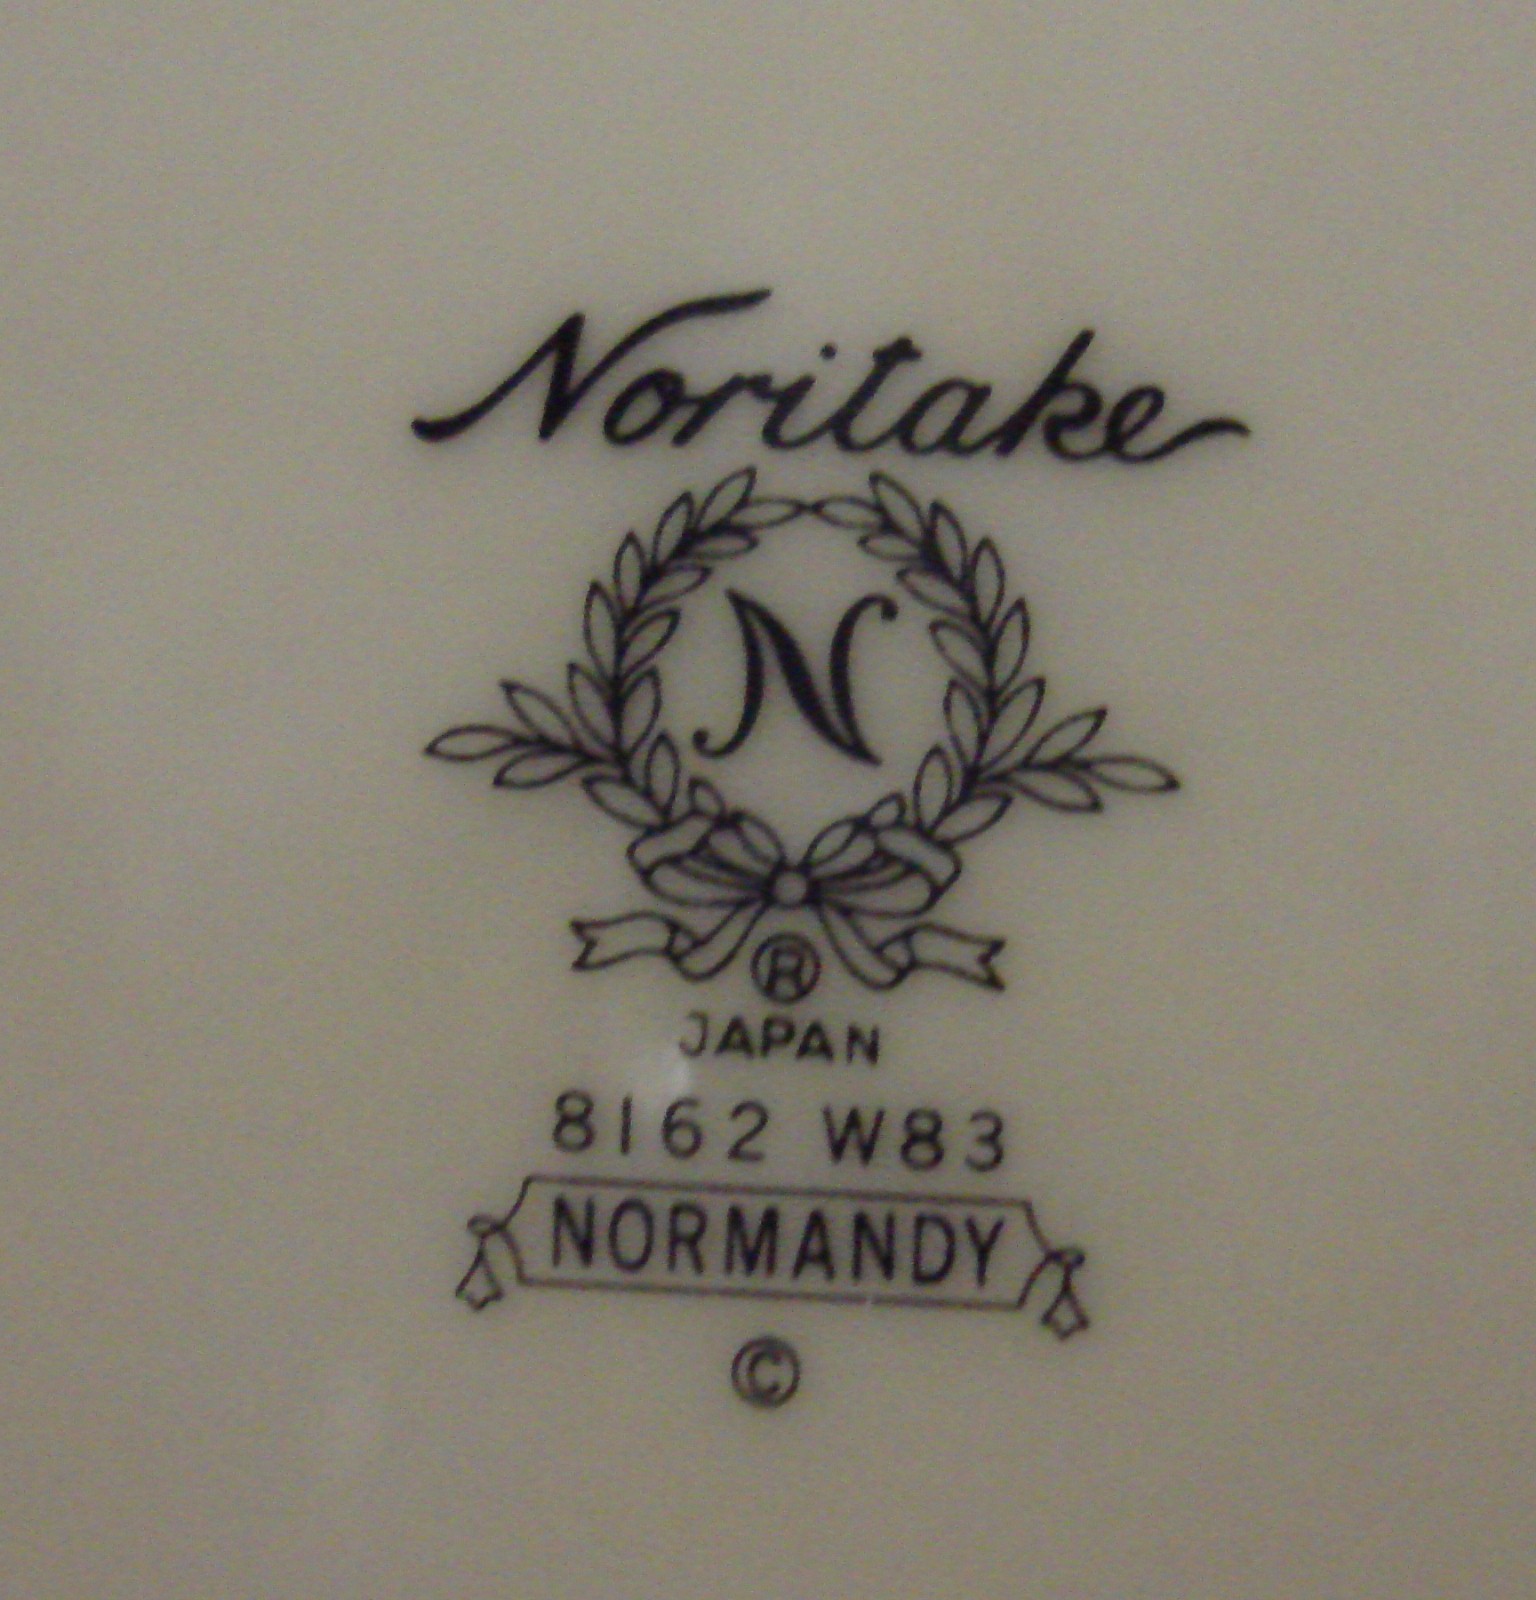 Noritake
N
®
JAPAN
8162 W83
NORMANDY
©